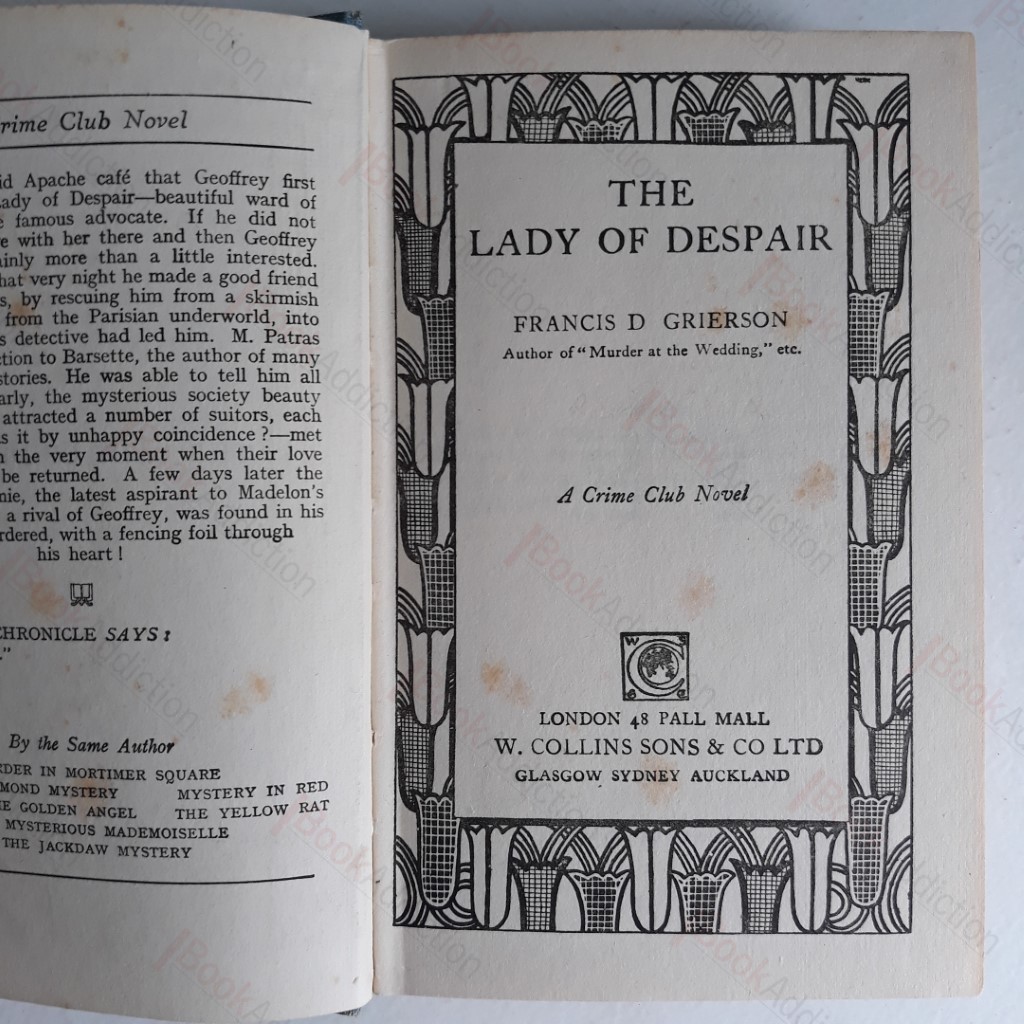 rime Club Novel
id Apache café that Geoffrey first
Lady of Despair—beautiful ward of
e famous advocate. If he did not
e with her there and then Geoffrey
ainly more than a little interested.
hat very night he made a good friend
s, by rescuing him from a skirmish
from the Parisian underworld, into
s detective had led him. M. Patras
ction to Barsette, the author of many
stories. He was able to tell him all
arly, the mysterious society beauty
attracted a number of suitors, each
s it by unhappy coincidence ?—met
n the very moment when their love
be returned. A few days later the
nie, the latest aspirant to Madelon's
a rival of Geoffrey, was found in his
rdered, with a fencing foil through
his heart !
CHRONICLE SAYS :
."
By the Same Author
RDER IN MORTIMER SQUARE
MOND MYSTERY MYSTERY IN RED
E GOLDEN ANGEL THE YELLOW RAT
MYSTERIOUS MADEMOISELLE
THE JACKDAW MYSTERY
THE
LADY OF DESPAIR
FRANCIS D GRIERSON
Author of “Murder at the Wedding,” etc.
A Crime Club Novel
LONDON 48 PALL MALL
W. COLLINS SONS & CO LTD
GLASGOW SYDNEY AUCKLAND
BookAddiction